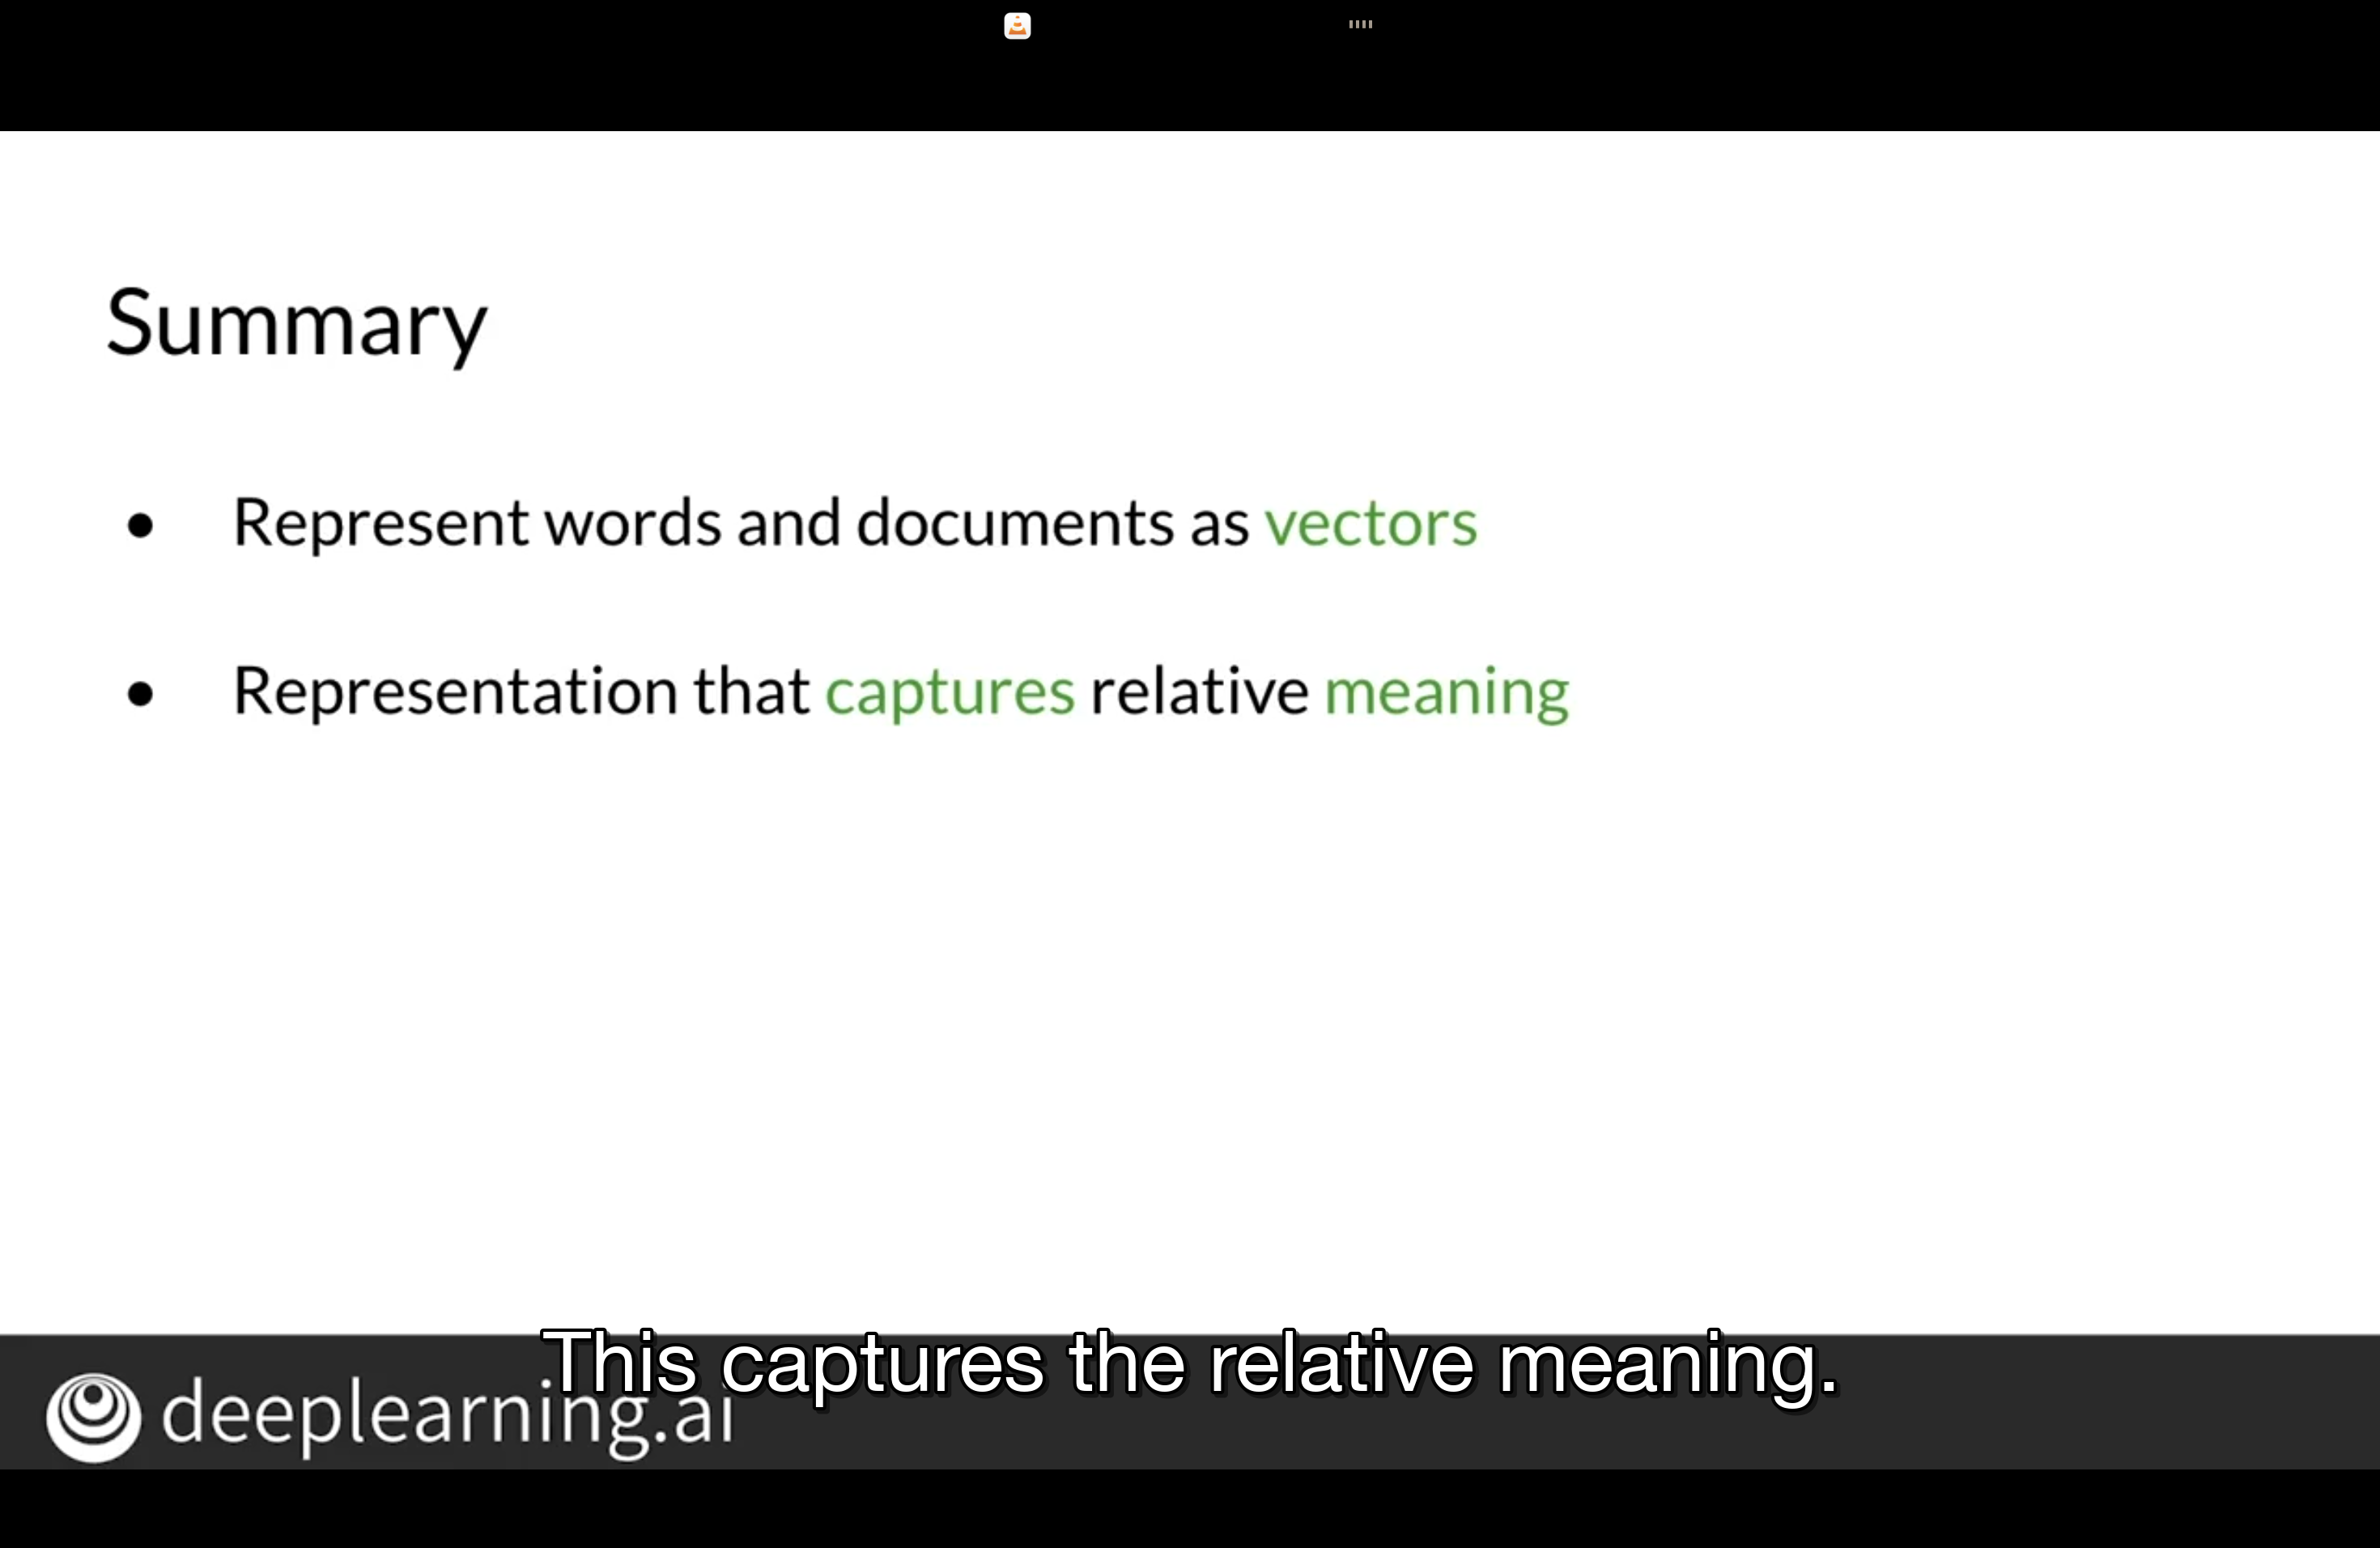 Summary
● Represent words and documents as vectors
● Representation that captures relative meaning
This captures the relative meaning.
deeplearning.ai